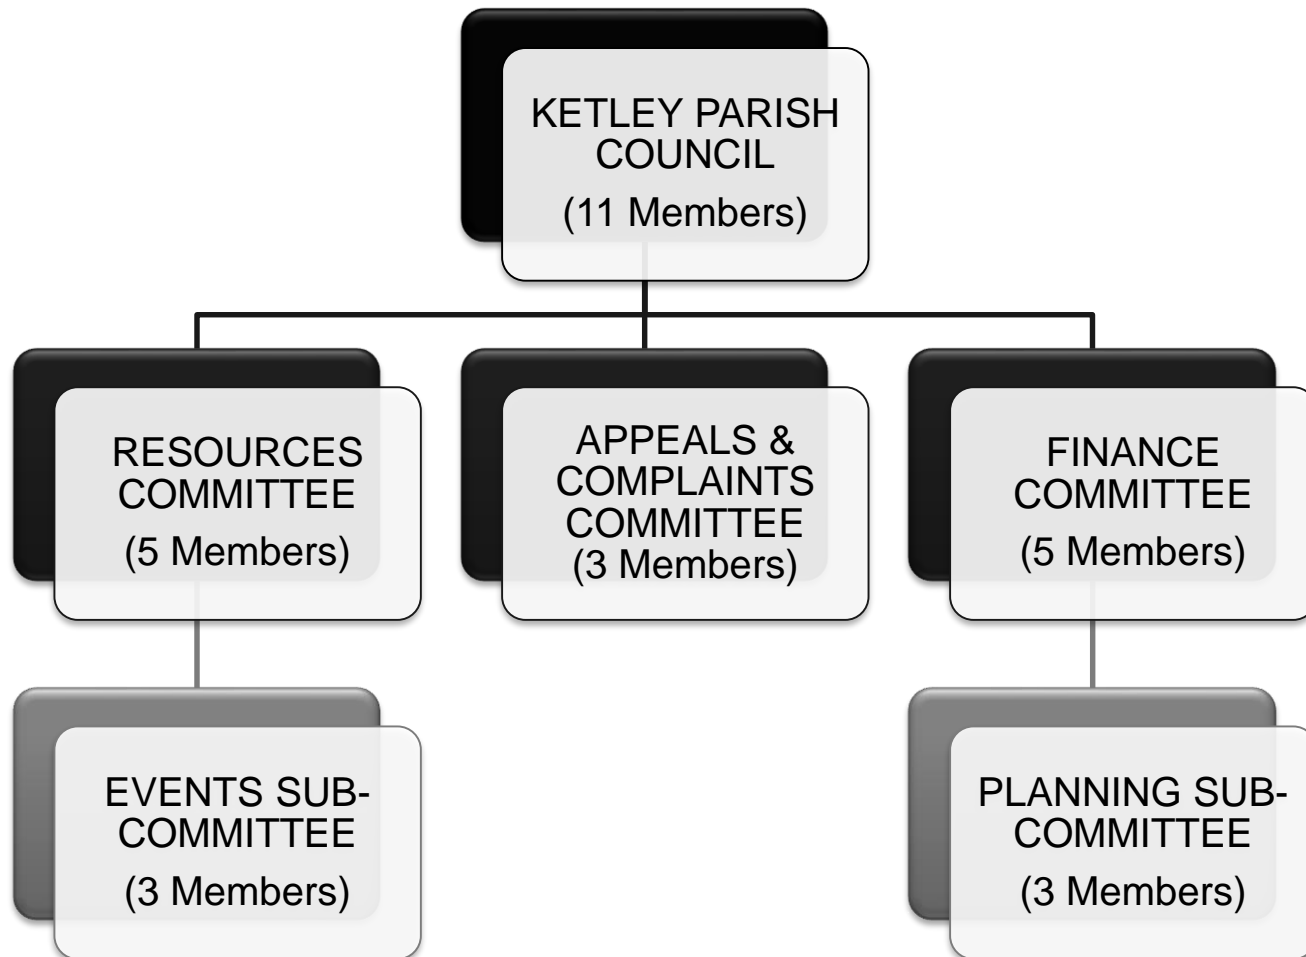 KETLEY PARISH
COUNCIL
(11 Members)
RESOURCES
COMMITTEE
(5 Members)
APPEALS &
COMPLAINTS
COMMITTEE
(3 Members)
FINANCE
COMMITTEE
(5 Members)
EVENTS SUB-
COMMITTEE
(3 Members)
PLANNING SUB-
COMMITTEE
(3 Members)